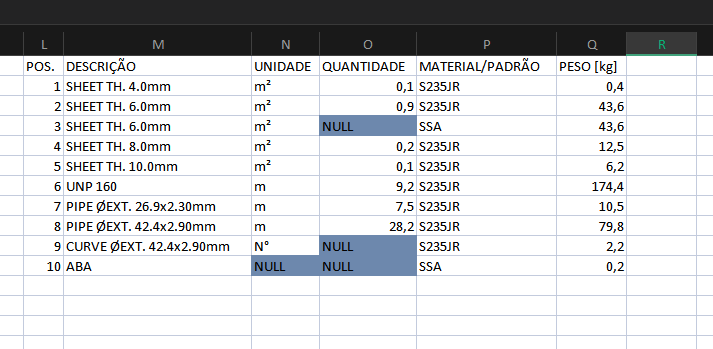 L M N O P Q R
POS. DESCRIÇÃO UNIDADE QUANTIDADE MATERIAL/PADRÃO PESO [kg]
1 SHEET TH. 4.0mm m² 0,1 S235JR 0,4
2 SHEET TH. 6.0mm m² 0,9 S235JR 43,6
3 SHEET TH. 6.0mm m² NULL SSA 43,6
4 SHEET TH. 8.0mm m² 0,2 S235JR 12,5
5 SHEET TH. 10.0mm m² 0,1 S235JR 6,2
6 UNP 160 m 9,2 S235JR 174,4
7 PIPE ØEXT. 26.9x2.30mm m 7,5 S235JR 10,5
8 PIPE ØEXT. 42.4x2.90mm m 28,2 S235JR 79,8
9 CURVE ØEXT. 42.4x2.90mm N° NULL S235JR 2,2
10 ABA NULL NULL SSA 0,2